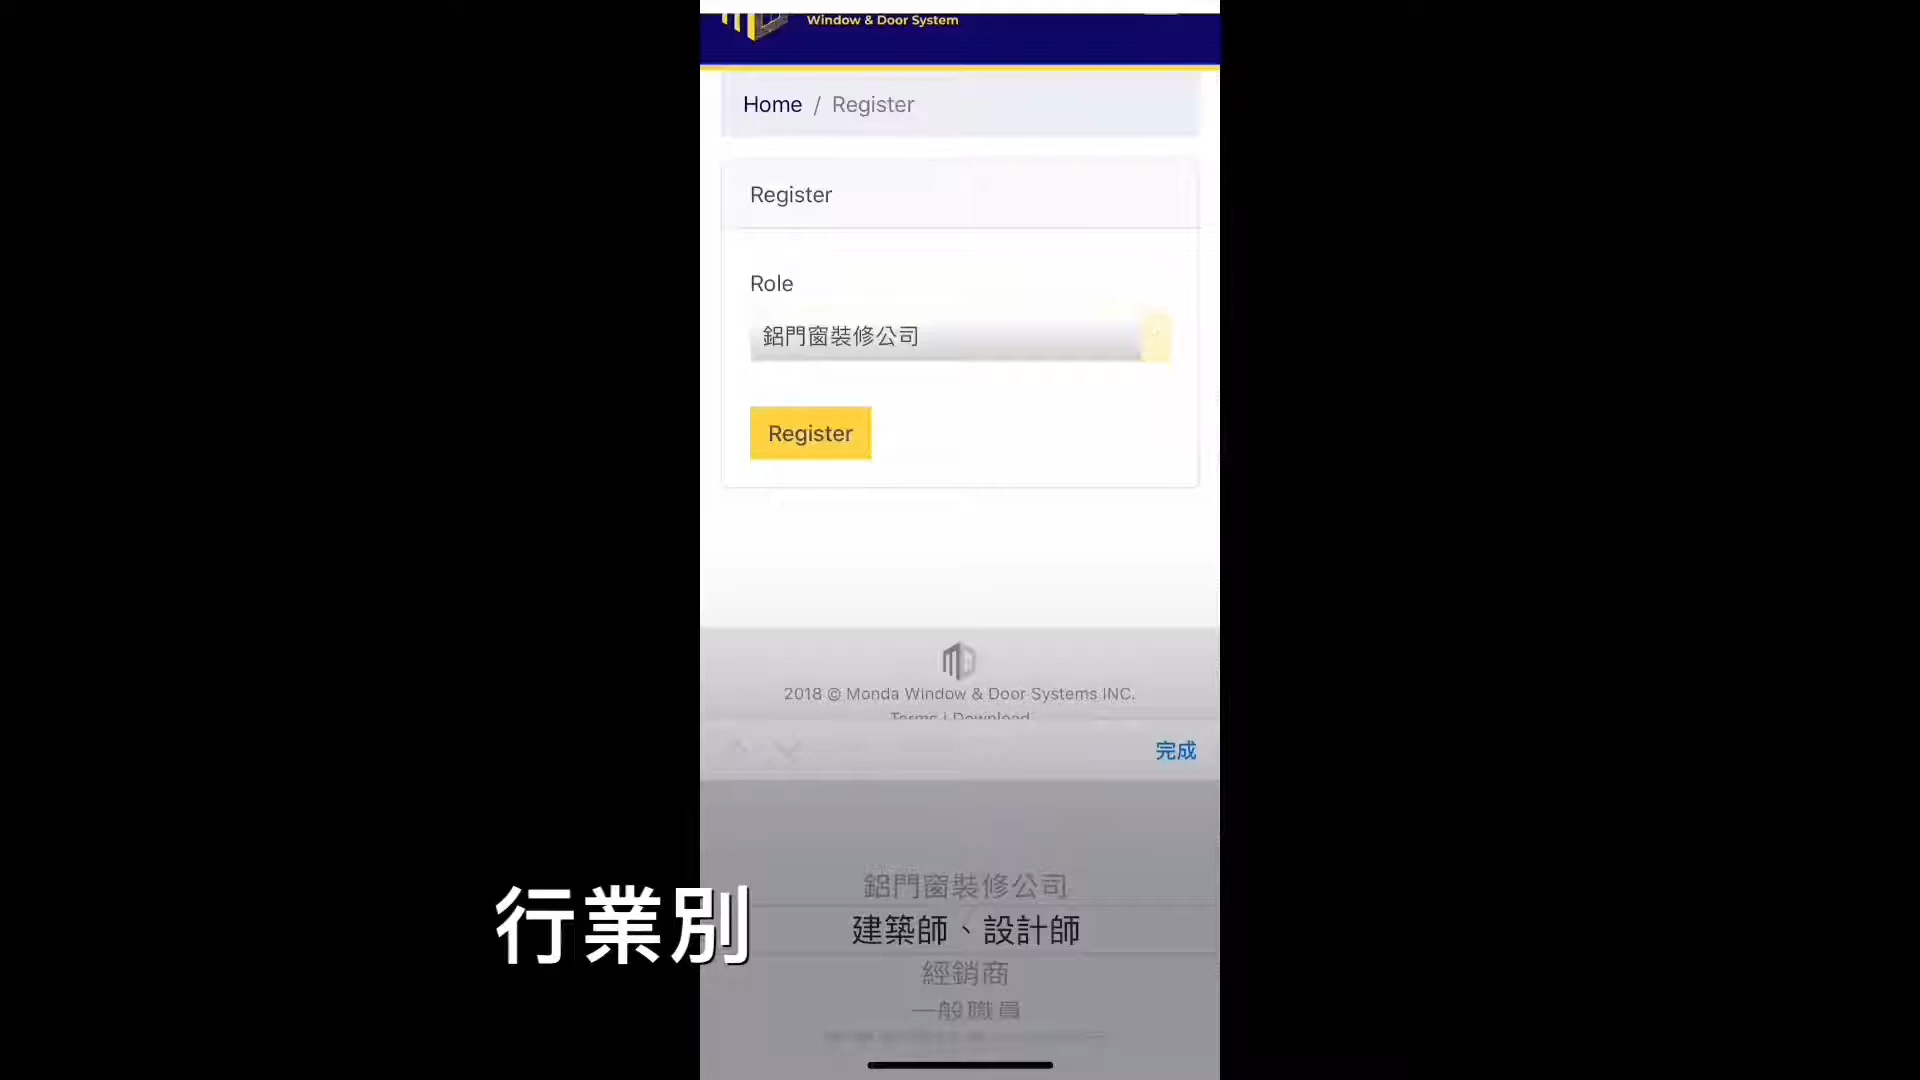 Window & Door System
Home / Register
Register
Role
鋁門窗裝修公司
Register
2018 © Monda Window & Door Systems INC.
Terms | Download
完成
鋁門窗裝修公司
建築師、設計師
經銷商
一般職員
行業別